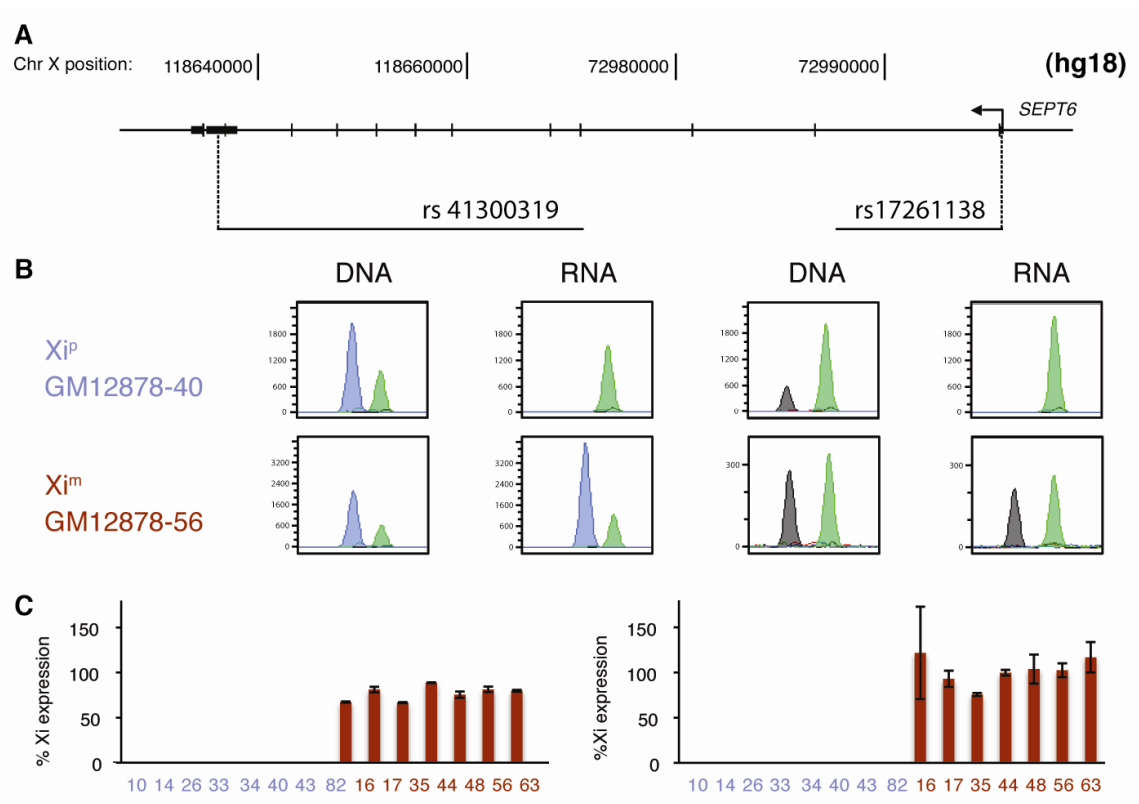 A
Chr X position: 118640000 118660000 72980000 72990000 (hg18)
SEPT6
rs 41300319 rs17261138
B DNA RNA DNA RNA
1800 1800 1800 1800
1200 1200 1200 1200
600 600 600 600
0 0 0 0
Xip
GM12878-40
3200 3200 300 300
2400 2400
1600 1600
600 600
0 0 0 0
Xim
GM12878-56
C
% Xi expression
150
100
50
0
10 14 26 33 34 40 43 82 16 17 35 44 48 56 63
%Xi expression
150
100
50
0
10 14 26 33 34 40 43 82 16 17 35 44 48 56 63